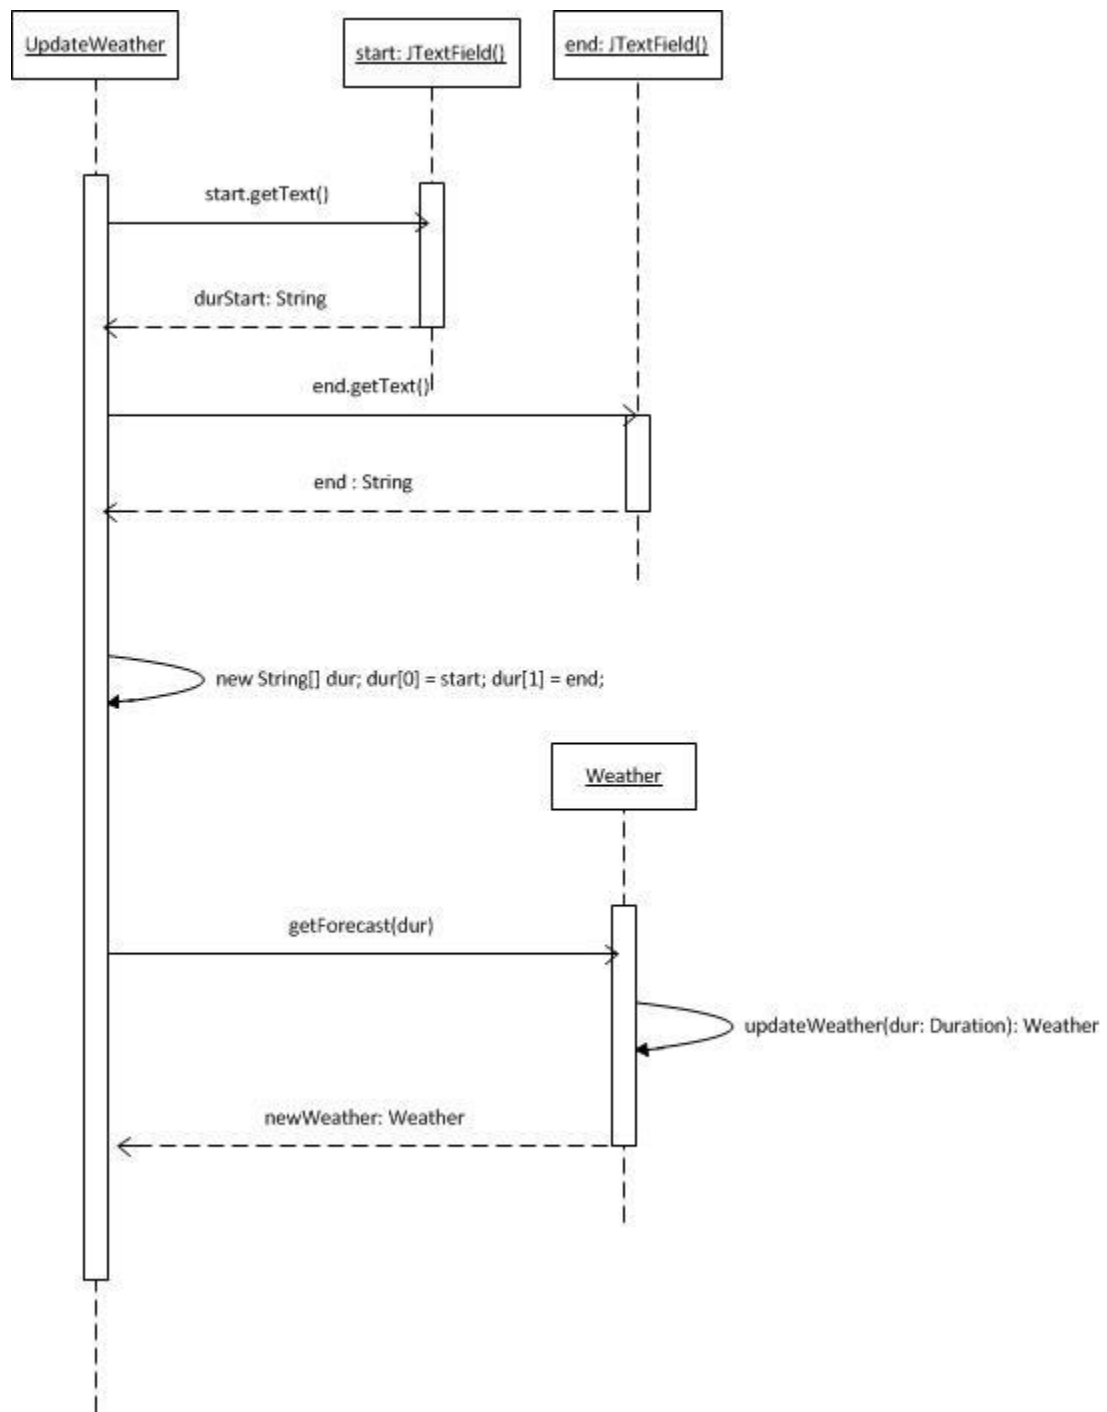 UpdateWeather
start: JTextField()
end: JTextField()
start.getText()
durStart: String
end.getText()
end : String
new String[] dur; dur[0] = start; dur[1] = end;
Weather
getForecast(dur)
updateWeather(dur: Duration): Weather
newWeather: Weather